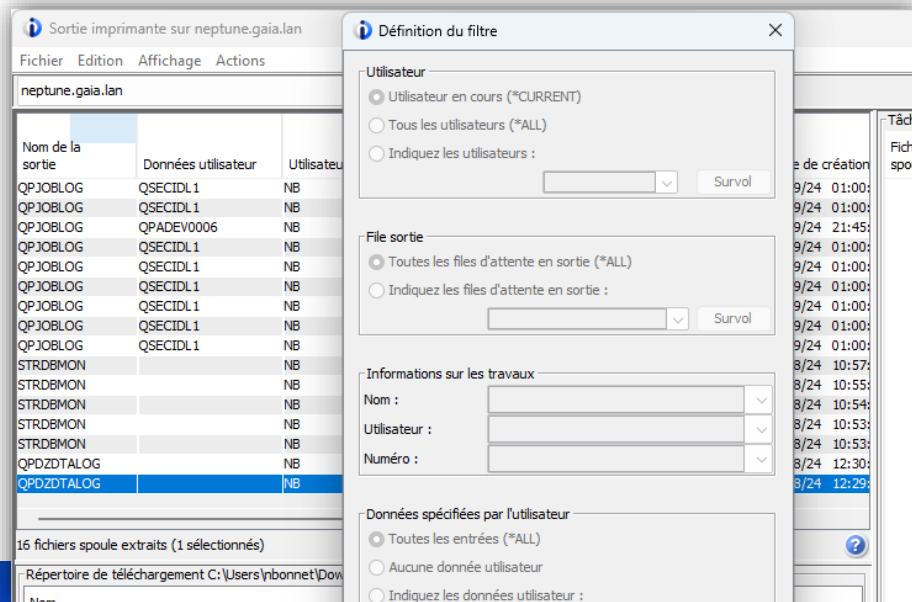 Sortie imprimante sur neptune.gaia.lan
Fichier Edition Affichage Actions
neptune.gaia.lan
Nom de la
sortie Données utilisateur Utilisateu e de création
QPJOBLOG QSECIDL1 NB 9/24 01:00:
QPJOBLOG QSECIDL1 NB 9/24 01:00:
QPJOBLOG QPADEV0006 NB 9/24 21:45:
QPJOBLOG QSECIDL1 NB 9/24 01:00:
QPJOBLOG QSECIDL1 NB 9/24 01:00:
QPJOBLOG QSECIDL1 NB 9/24 01:00:
QPJOBLOG QSECIDL1 NB 9/24 01:00:
QPJOBLOG QSECIDL1 NB 9/24 01:00:
QPJOBLOG QSECIDL1 NB 9/24 01:00:
STRDBMON NB 8/24 10:57:
STRDBMON NB 8/24 10:55:
STRDBMON NB 8/24 10:54:
STRDBMON NB 8/24 10:53:
STRDBMON NB 8/24 10:53:
QPDZDTALOG NB 8/24 12:30:
QPDZDTALOG NB 8/24 12:29:
16 fichiers spoule extraits (1 sélectionnés)
Répertoire de téléchargement C:\Users\nbonnet\Dow
Nom
Définition du filtre
Utilisateur
Utilisateur en cours (*CURRENT)
Tous les utilisateurs (*ALL)
Indiquez les utilisateurs :
Survol
File sortie
Toutes les files d'attente en sortie (*ALL)
Indiquez les files d'attente en sortie :
Survol
Informations sur les travaux
Nom :
Utilisateur :
Numéro :
Données spécifiées par l'utilisateur
Toutes les entrées (*ALL)
Aucune donnée utilisateur
Indiquez les données utilisateur :
Tâch
Fich
spo